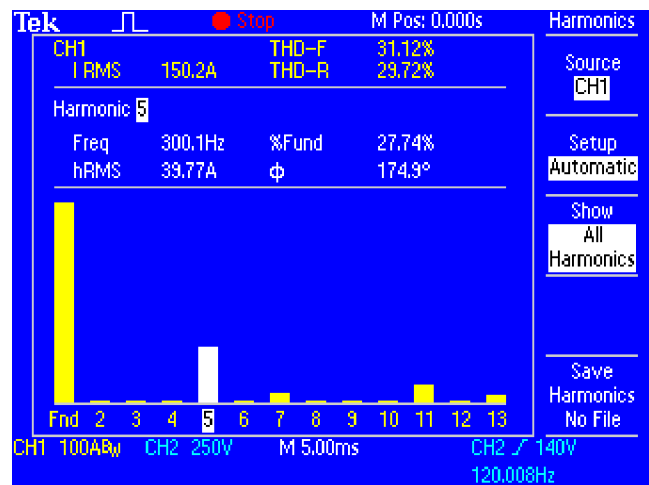 Tek Stop M Pos: 0.000s Harmonics
CH1 THD-F 31.12%
I RMS 150.2A THD-R 29.72%
Source
CH1
Harmonic 5
Freq 300.1Hz %Fund 27.74%
hRMS 39.77A ф 174.9°
Setup
Automatic
Show
All
Harmonics
Save
Harmonics
No File
Fnd 2 3 4 5 6 7 8 9 10 11 12 13
CH1 100ABW CH2 250V M 5.00ms CH2 140V
120.008Hz